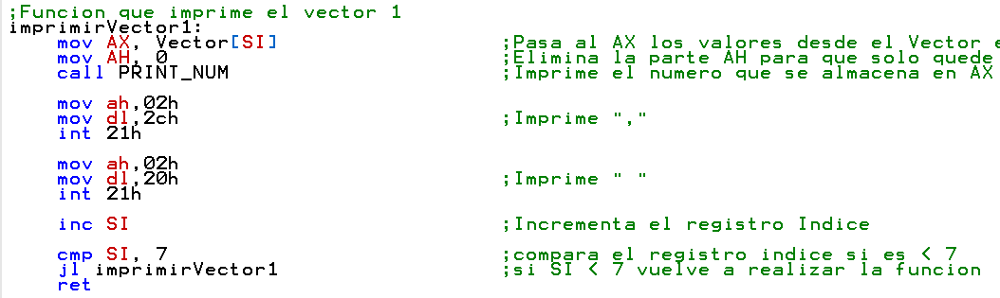 ;Funcion que imprime el vector 1
imprimirVector1:
mov AX, Vector[SI] ;Pasa al AX los valores desde el Vector
mov AH, 0 ;Elimina la parte AH para que solo quede
call PRINT_NUM ;Imprime el numero que se almacena en AX
mov ah,02h
mov dl,2ch ;Imprime ","
int 21h
mov ah,02h
mov dl,20h ;Imprime " "
int 21h
inc SI ;Incrementa el registro Indice
cmp SI, 7 ;compara el registro indice si es < 7
jl imprimirVector1 ;si SI < 7 vuelve a realizar la funcion
ret